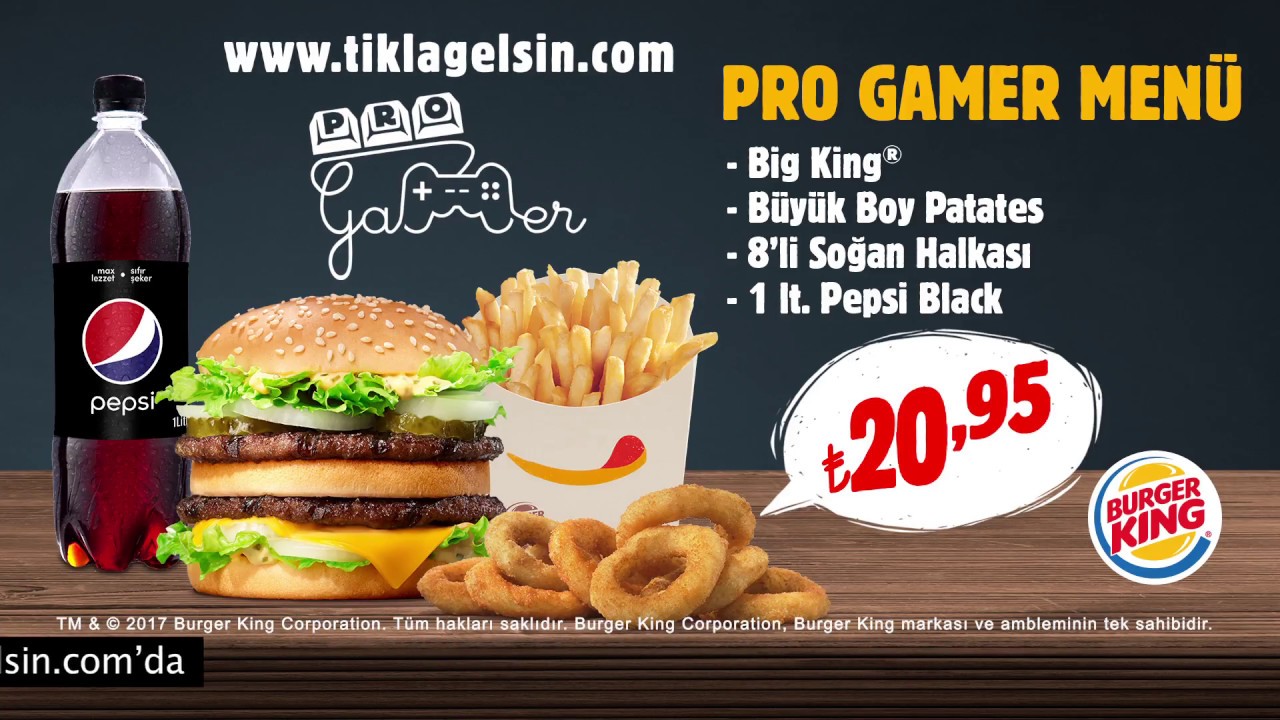 www.tiklagelsin.com
PRO
Gamer
PRO GAMER MENÜ
- Big King®
- Büyük Boy Patates
- 8'li Soğan Halkası
- 1 lt. Pepsi Black
₺20,95
max lezzet • sıfır şeker
pepsi
BURGER
KING®
TM & © 2017 Burger King Corporation. Tüm hakları saklıdır. Burger King Corporation, Burger King markası ve ambleminin tek sahibidir.
lsin.com'da